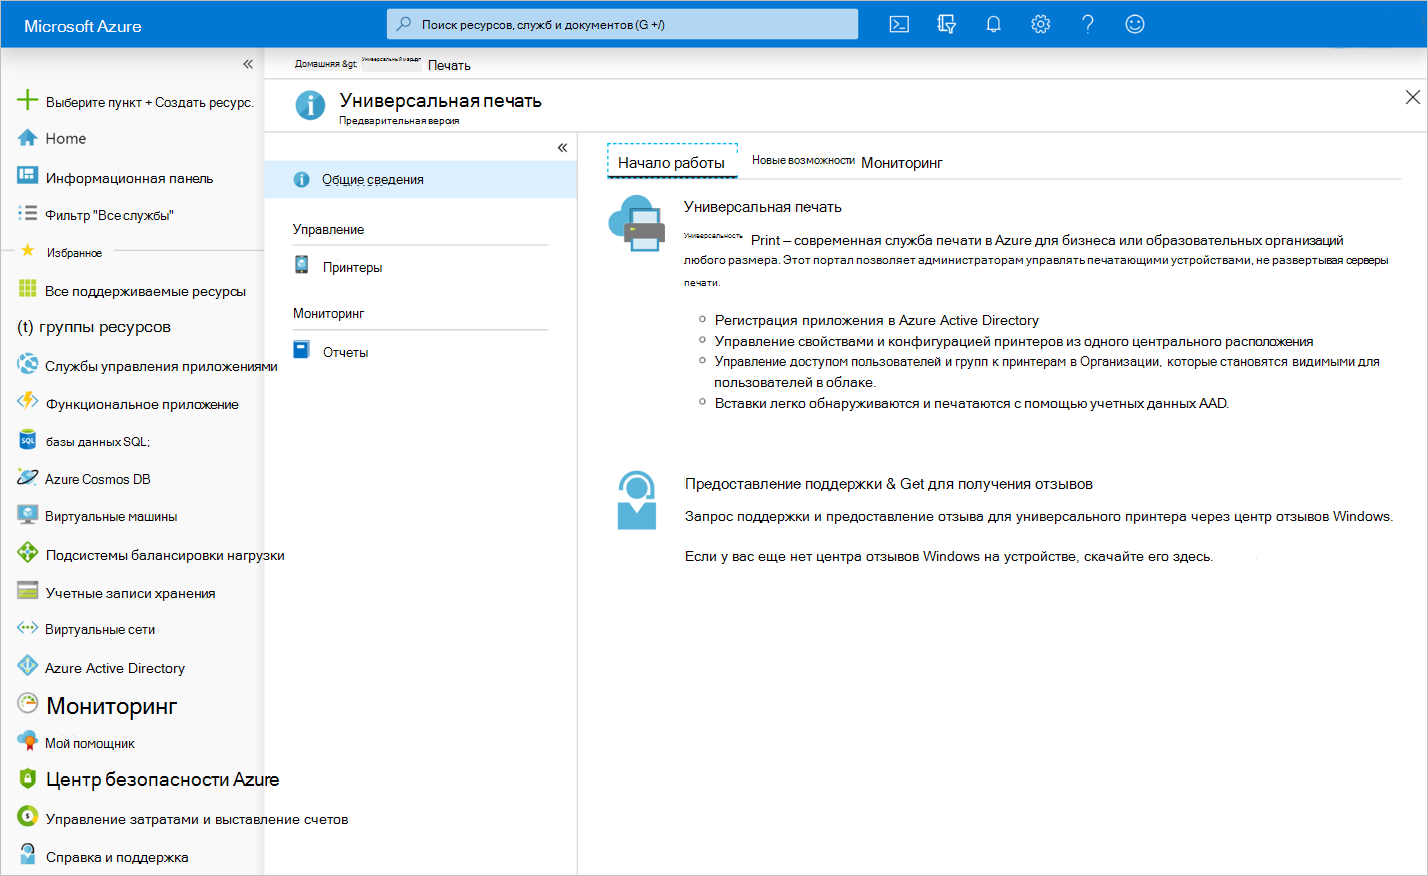 Microsoft Azure
Поиск ресурсов, служб и документов (G +/)
Домашняя &gt; Универсальный маршрут Печать
Универсальная печать
Предварительная версия
Выберите пункт + Создать ресурс.
Home
Информационная панель
Фильтр "Все службы"
Избранное
Все поддерживаемые ресурсы
(t) группы ресурсов
Службы управления приложениями
Функциональное приложение
базы данных SQL;
Azure Cosmos DB
Виртуальные машины
Подсистемы балансировки нагрузки
Учетные записи хранения
Виртуальные сети
Azure Active Directory
Мониторинг
Мой помощник
Центр безопасности Azure
Управление затратами и выставление счетов
Справка и поддержка
Общие сведения
Управление
Принтеры
Мониторинг
Отчеты
Начало работы Новые возможности Мониторинг
Универсальная печать
Универсальность Print – современная служба печати в Azure для бизнеса или образовательных организаций
любого размера. Этот портал позволяет администраторам управлять печатающими устройствами, не развертывая серверы
печати.
Регистрация приложения в Azure Active Directory
Управление свойствами и конфигурацией принтеров из одного центрального расположения
Управление доступом пользователей и групп к принтерам в Организации, которые становятся видимыми для
пользователей в облаке.
Вставки легко обнаруживаются и печатаются с помощью учетных данных AAD.
Предоставление поддержки & Get для получения отзывов
Запрос поддержки и предоставление отзыва для универсального принтера через центр отзывов Windows.
Если у вас еще нет центра отзывов Windows на устройстве, скачайте его здесь.